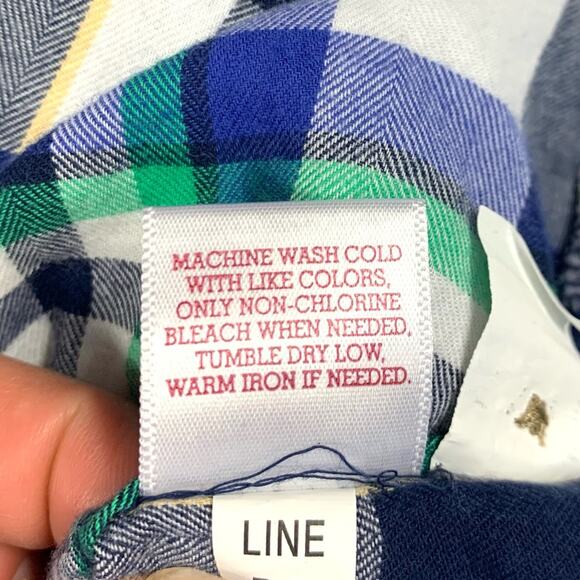 MACHINE WASH COLD
WITH LIKE COLORS,
ONLY NON-CHLORINE
BLEACH WHEN NEEDED,
TUMBLE DRY LOW,
WARM IRON IF NEEDED.
LINE